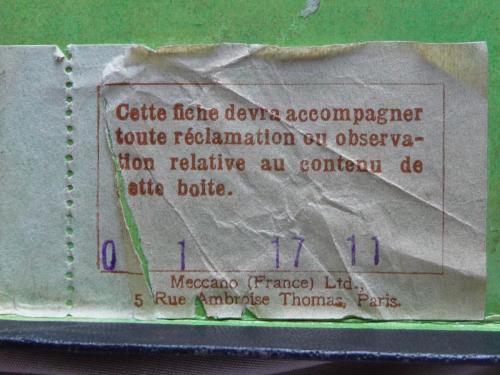 Cette fiche devra accompagner
toute réclamation ou observa-
tion relative au contenu de
ette boite.
0 1 17 11
Meccano (France) Ltd.,
5 Rue Ambroise Thomas, Paris.